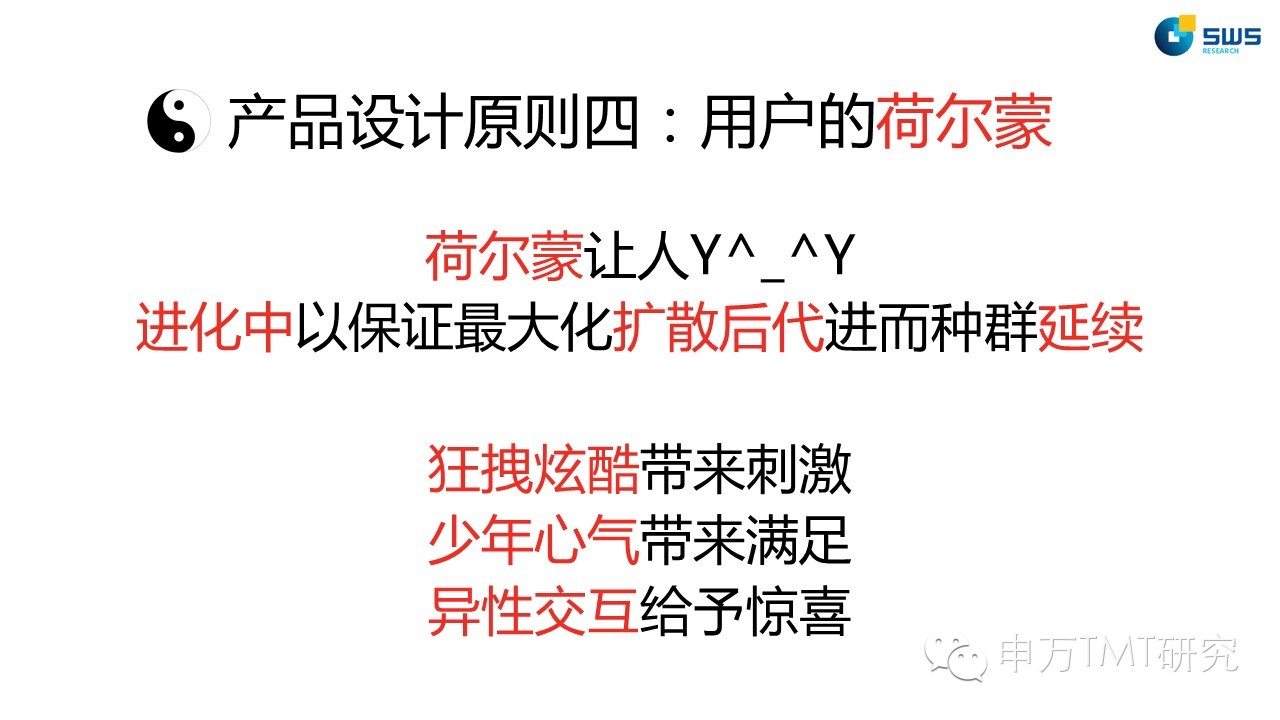 SWS
RESEARCH
产品设计原则四：用户的荷尔蒙
荷尔蒙让人Y^_^Y
进化中以保证最大化扩散后代进而种群延续
狂拽炫酷带来刺激
少年心气带来满足
异性交互给予惊喜
申万TMT研究